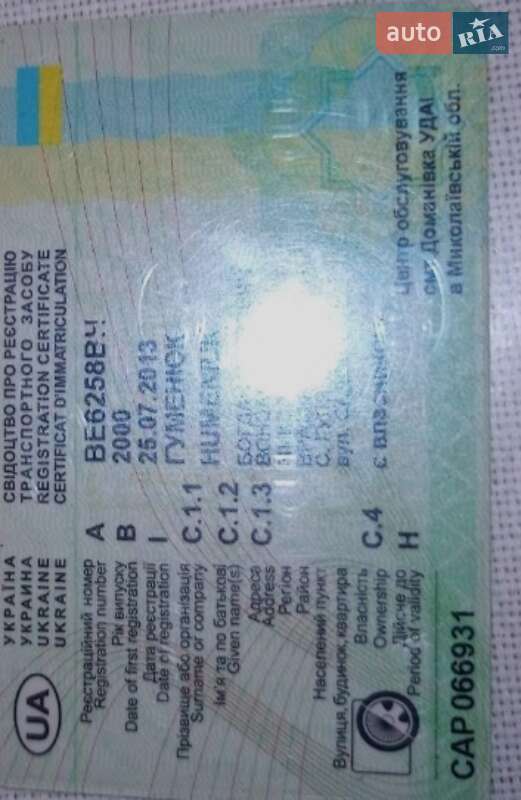 auto RIA .com
UA
УКРАЇНА СВІДОЦТВО ПРО РЕЄСТРАЦІЮ
УКРАИНА ТРАНСПОРТНОГО ЗАСОБУ
UKRAINE REGISTRATION CERTIFICATE
UKRAINE CERTIFICAT D'IMMATRICULATION
Реєстраційний номер
Registration number A BE6258
Рік випуску
Date of first registration B 2000
Дата реєстрації
Date of registration I 25.07.2013
Прізвище або організація
Surname or company C.1.1 ГУМЕНЮК
Ім'я та по батькові
Given name(s) C.1.2
Адреса
Address C.1.3
Регіон
Район
Населений пункт
Вулиця, будинок, квартира вул.
Власність
Ownership C.4 Є
Дійсне до
Period of validity H
Центр обслуговування
смт Доманівка УДАІ
в Миколаївській обл.
CAP 066931